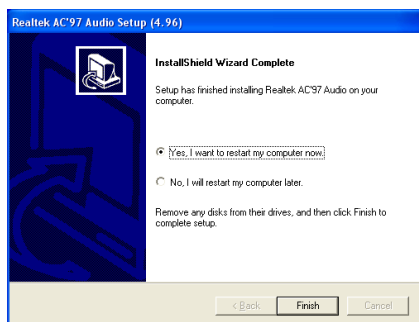 Realtek AC'97 Audio Setup (4.96)
InstallShield Wizard Complete
Setup has finished installing Realtek AC'97 Audio on your
computer.
Yes, I want to restart my computer now.
No, I will restart my computer later.
Remove any disks from their drives, and then click Finish to
complete setup.
< Back
Finish
Cancel